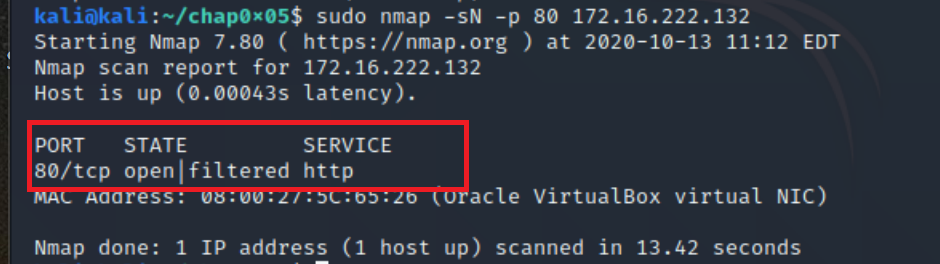 kali@kali:~/chap0×05$ sudo nmap -sN -p 80 172.16.222.132
Starting Nmap 7.80 ( https://nmap.org ) at 2020-10-13 11:12 EDT
Nmap scan report for 172.16.222.132
Host is up (0.00043s latency).
PORT   STATE         SERVICE
80/tcp open|filtered http
MAC Address: 08:00:27:5C:65:26 (Oracle VirtualBox virtual NIC)
Nmap done: 1 IP address (1 host up) scanned in 13.42 seconds